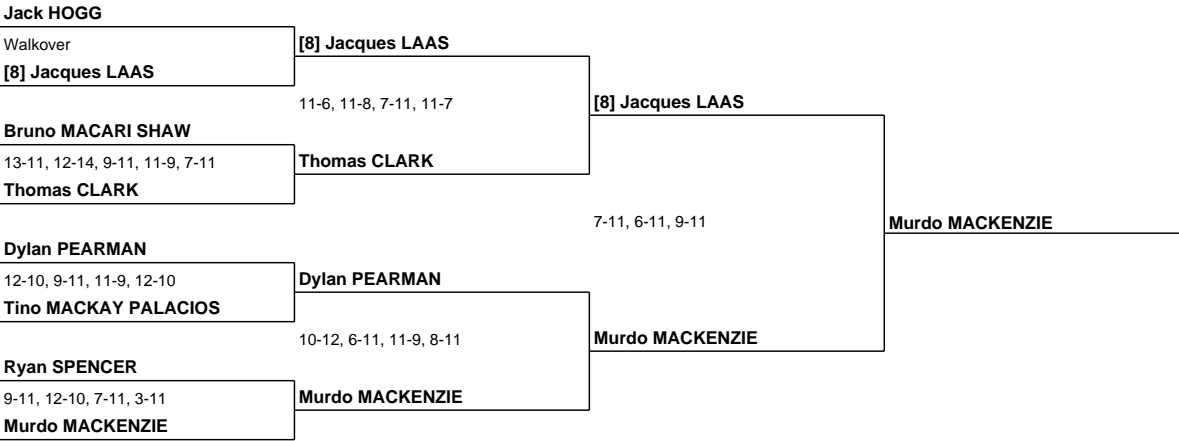 Jack HOGG
Walkover
[8] Jacques LAAS
[8] Jacques LAAS
11-6, 11-8, 7-11, 11-7
[8] Jacques LAAS
Bruno MACARI SHAW
13-11, 12-14, 9-11, 11-9, 7-11
Thomas CLARK
Thomas CLARK
7-11, 6-11, 9-11
Murdo MACKENZIE
Dylan PEARMAN
12-10, 9-11, 11-9, 12-10
Dylan PEARMAN
Tino MACKAY PALACIOS
10-12, 6-11, 11-9, 8-11
Murdo MACKENZIE
Ryan SPENCER
9-11, 12-10, 7-11, 3-11
Murdo MACKENZIE
Murdo MACKENZIE